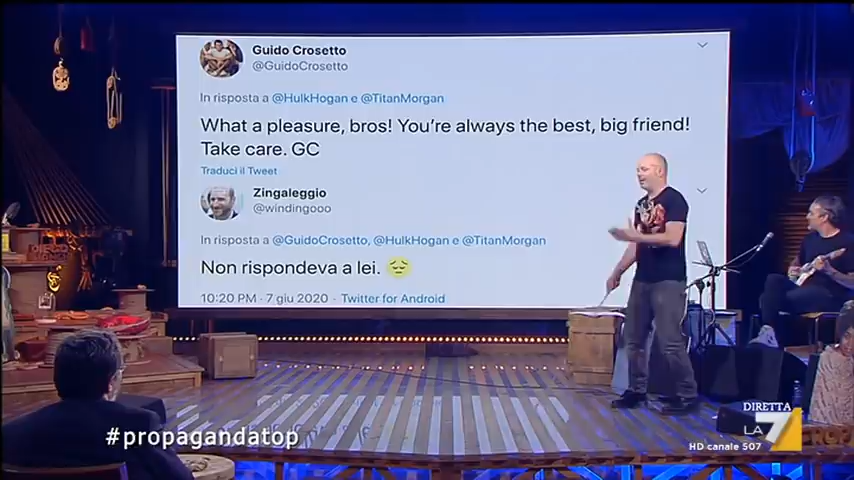 Guido Crosetto
@GuidoCrosetto
In risposta a @HulkHogan e @TitanMorgan
What a pleasure, bros! You're always the best, big friend!
Take care. GC
Traduci il Tweet
Zingaleggio
@windingooo
In risposta a @GuidoCrosetto, @HulkHogan e @TitanMorgan
Non rispondeva a lei. 😔
10:20 PM · 7 giu 2020 · Twitter for Android
#propagandatop
DIRETTA
LA7
HD canale 507